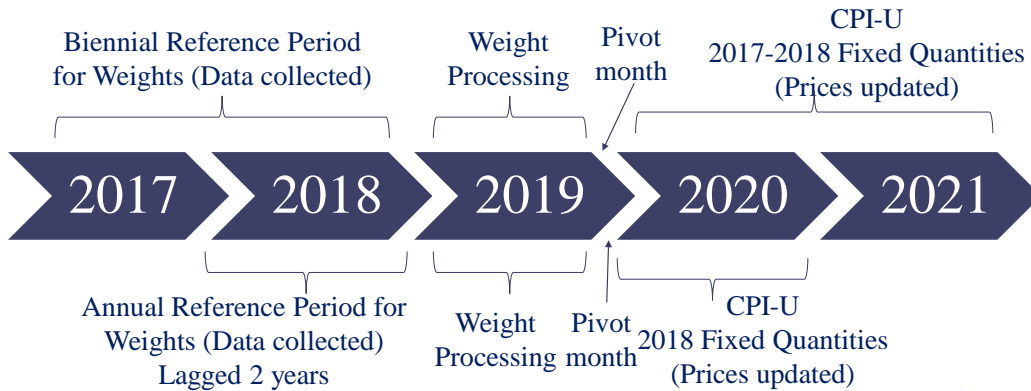 Biennial Reference Period
for Weights (Data collected)
Weight
Processing
Pivot
month
CPI-U
2017-2018 Fixed Quantities
(Prices updated)
2017
2018
2019
2020
2021
Annual Reference Period for
Weights (Data collected)
Lagged 2 years
Weight
Processing
Pivot
month
CPI-U
2018 Fixed Quantities
(Prices updated)